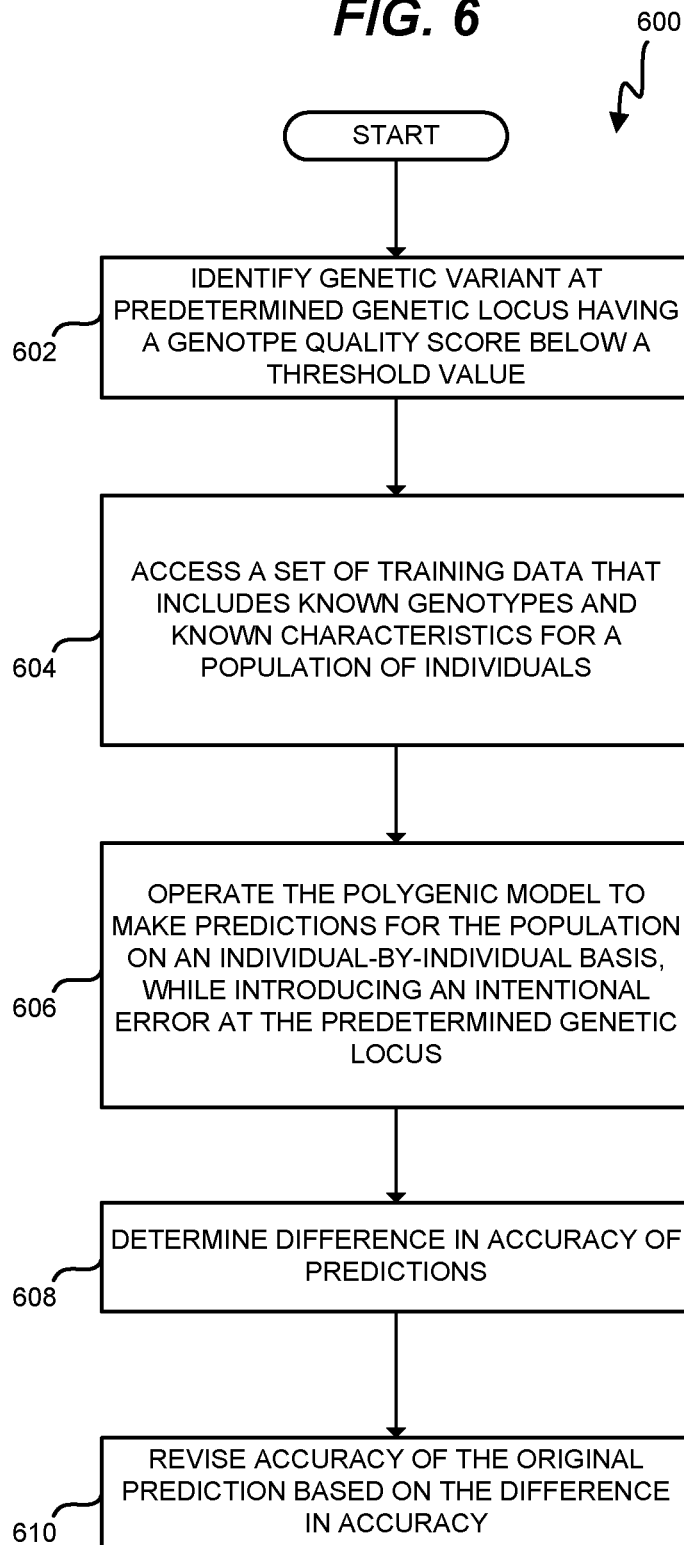 FIG. 6
600
START
602
IDENTIFY GENETIC VARIANT AT
PREDETERMINED GENETIC LOCUS HAVING
A GENOTPE QUALITY SCORE BELOW A
THRESHOLD VALUE
604
ACCESS A SET OF TRAINING DATA THAT
INCLUDES KNOWN GENOTYPES AND
KNOWN CHARACTERISTICS FOR A
POPULATION OF INDIVIDUALS
606
OPERATE THE POLYGENIC MODEL TO
MAKE PREDICTIONS FOR THE POPULATION
ON AN INDIVIDUAL-BY-INDIVIDUAL BASIS,
WHILE INTRODUCING AN INTENTIONAL
ERROR AT THE PREDETERMINED GENETIC
LOCUS
608
DETERMINE DIFFERENCE IN ACCURACY OF
PREDICTIONS
610
REVISE ACCURACY OF THE ORIGINAL
PREDICTION BASED ON THE DIFFERENCE
IN ACCURACY